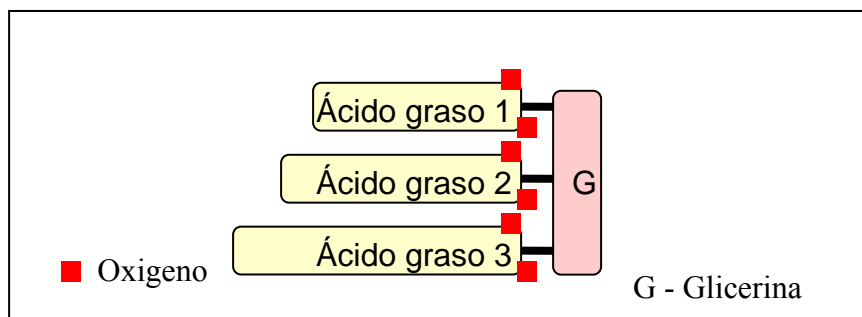 Ácido graso 1
Ácido graso 2
G
Ácido graso 3
Oxigeno
G - Glicerina